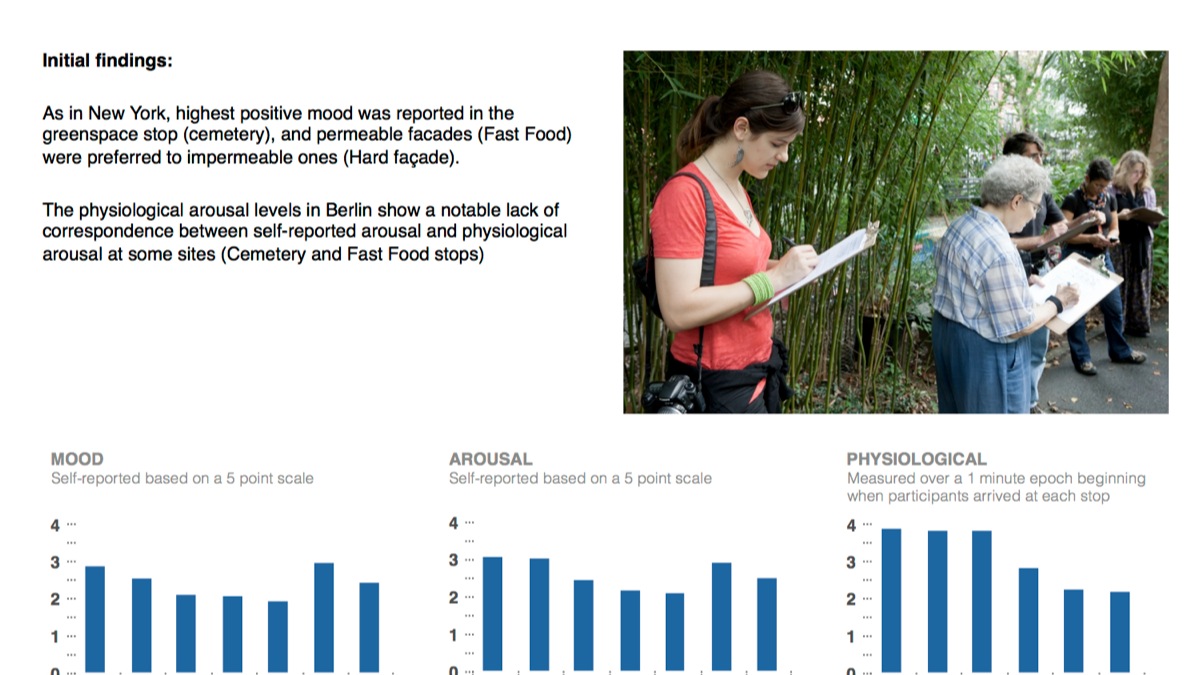 Initial findings:
As in New York, highest positive mood was reported in the
greenspace stop (cemetery), and permeable facades (Fast Food)
were preferred to impermeable ones (Hard façade).
The physiological arousal levels in Berlin show a notable lack of
correspondence between self-reported arousal and physiological
arousal at some sites (Cemetery and Fast Food stops)
MOOD
Self-reported based on a 5 point scale
4
3
2
1
0
AROUSAL
Self-reported based on a 5 point scale
4
3
2
1
0
PHYSIOLOGICAL
Measured over a 1 minute epoch beginning
when participants arrived at each stop
4
3
2
1
0